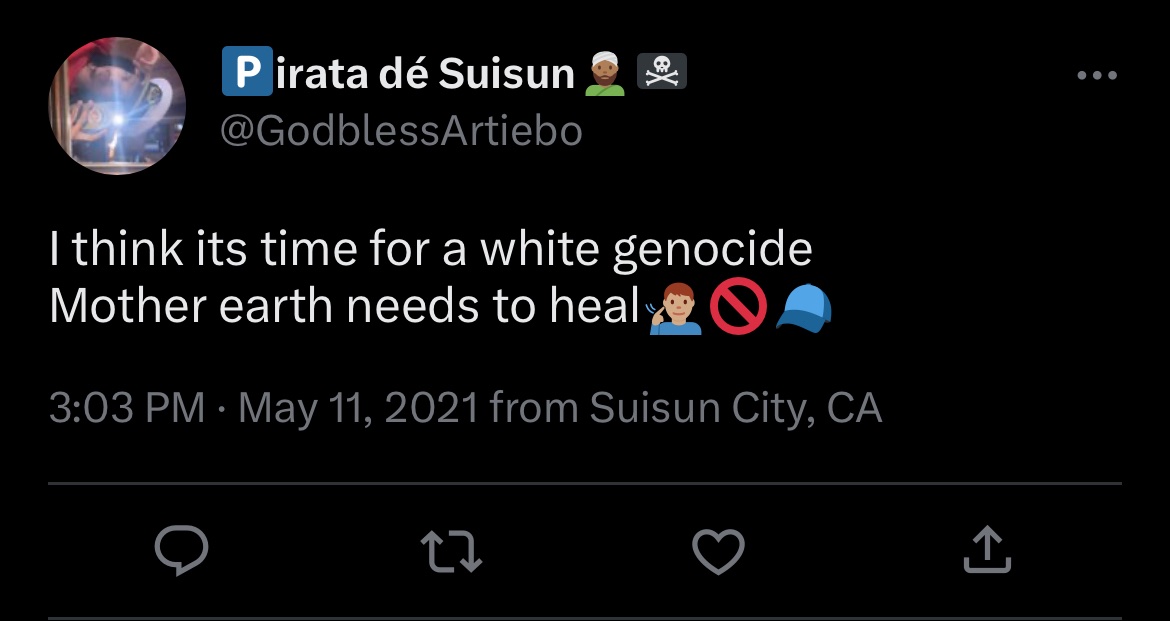 🅿️irata dé Suisun👳🏽‍♂️🏴‍☠️
@GodblessArtiebo
I think its time for a white genocide
Mother earth needs to heal🧏🏼‍♂️🚫🧢
3:03 PM · May 11, 2021 from Suisun City, CA